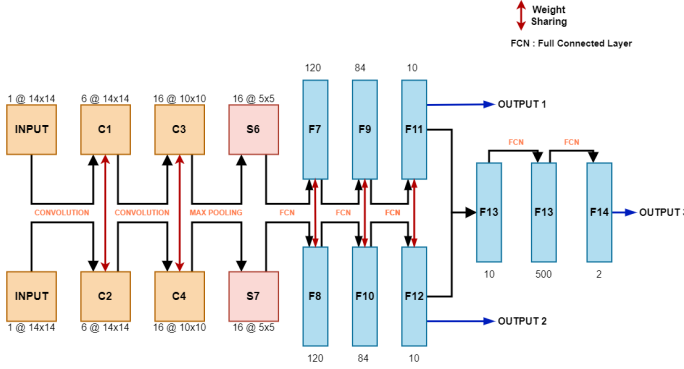 Weight
Sharing
FCN : Full Connected Layer
120
84
10
1 @ 14x14
6 @ 14x14
16 @ 10x10
16 @ 5x5
INPUT
C1
C3
S6
F7
F9
F11
OUTPUT 1
FCN
FCN
CONVOLUTION
CONVOLUTION
MAX POOLING
FCN
FCN
FCN
F13
F13
F14
OUTPUT 3
10
500
2
INPUT
C2
C4
S7
F8
F10
F12
OUTPUT 2
1 @ 14x14
6 @ 14x14
16 @ 10x10
16 @ 5x5
120
84
10